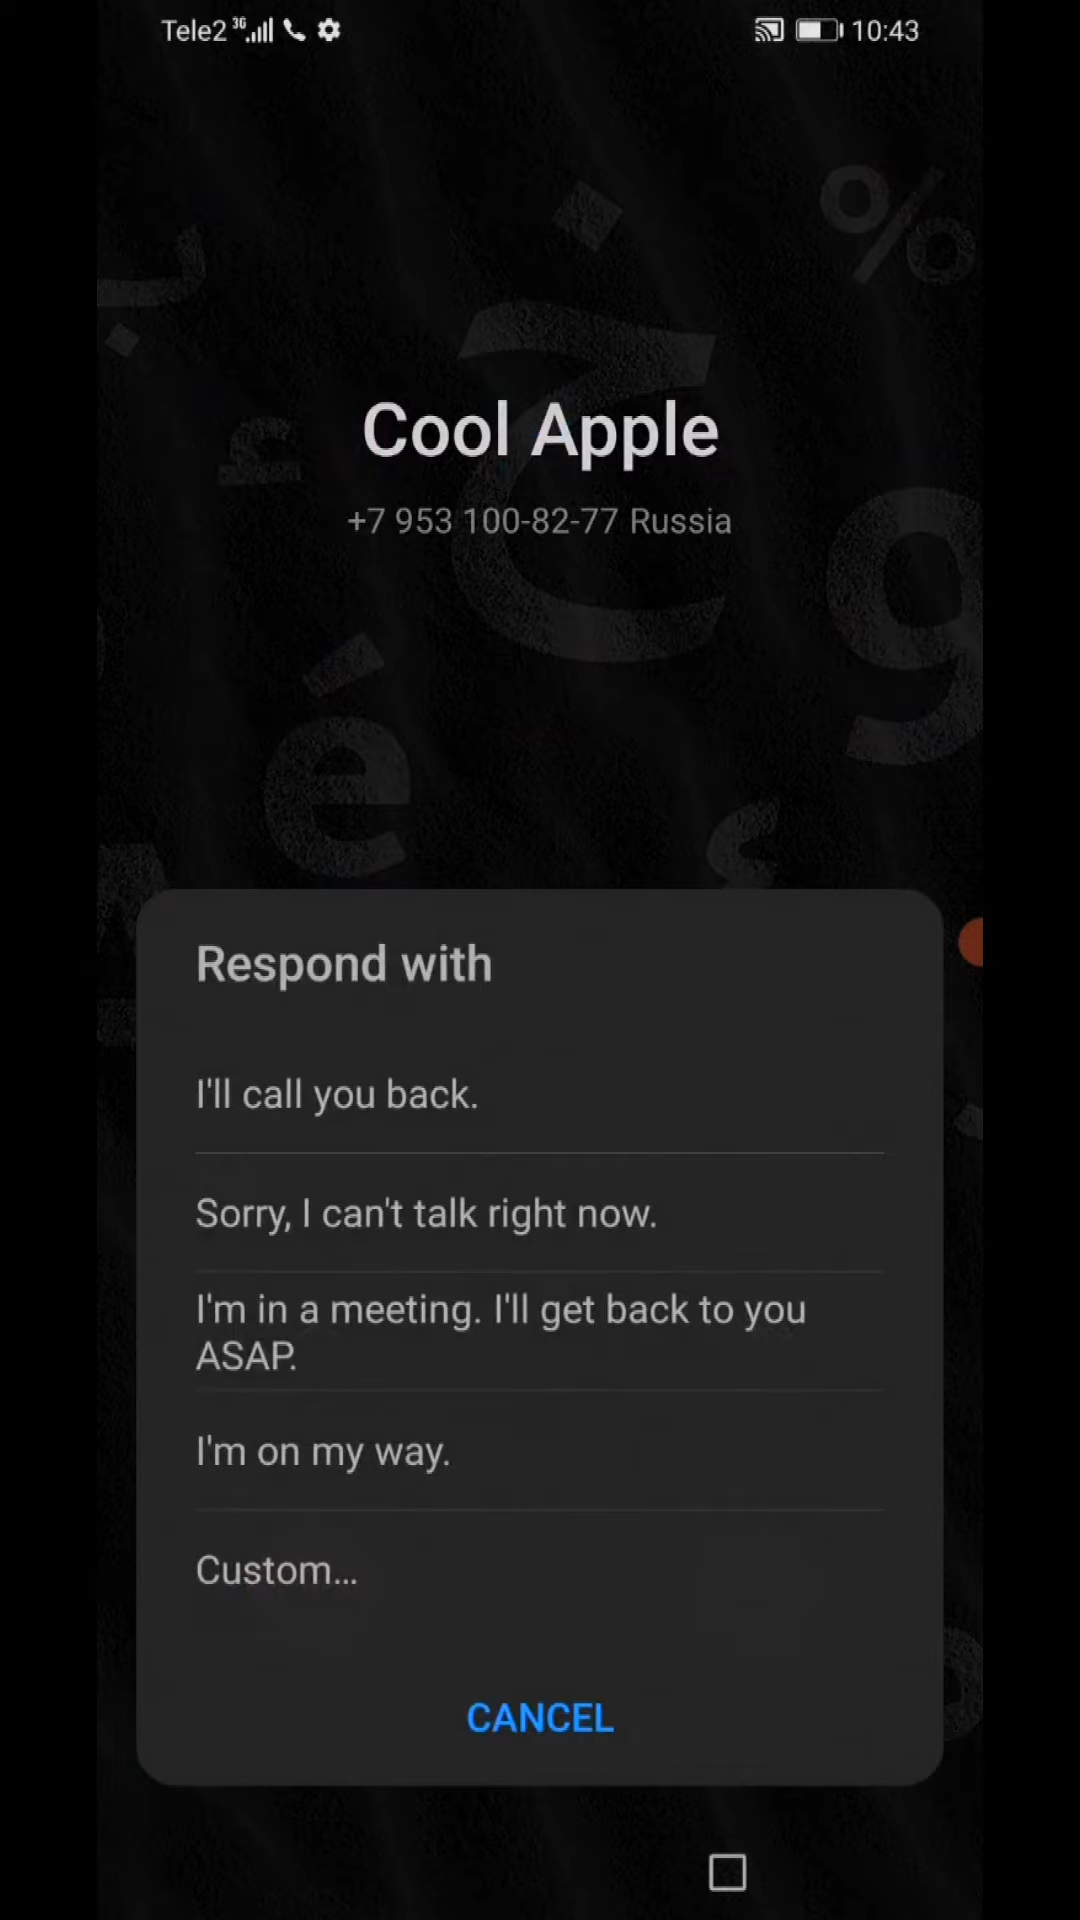 Tele2 3G 10:43
Cool Apple
+7 953 100-82-77 Russia
Respond with
I'll call you back.
Sorry, I can't talk right now.
I'm in a meeting. I'll get back to you
ASAP.
I'm on my way.
Custom...
CANCEL